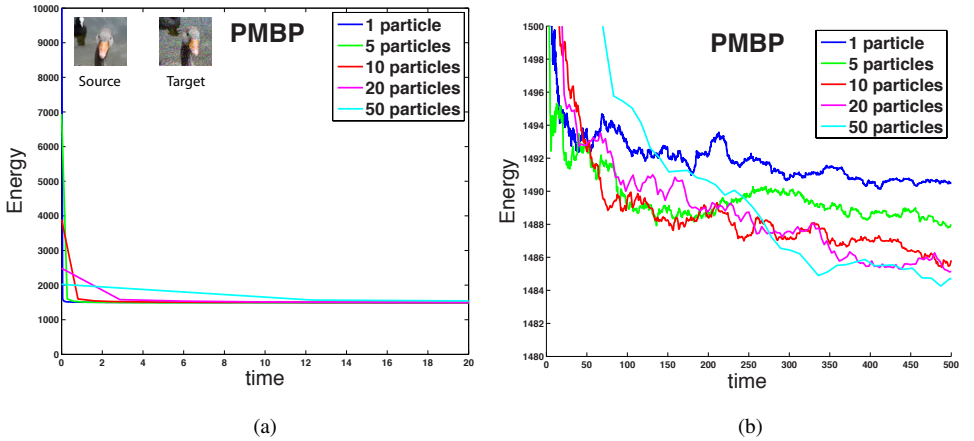 PMBP
Source
Target
1 particle
5 particles
10 particles
20 particles
50 particles
10000
9000
8000
7000
6000
5000
4000
3000
2000
1000
0
Energy
0 2 4 6 8 10 12 14 16 18 20
time
(a)
PMBP
1 particle
5 particles
10 particles
20 particles
50 particles
1500
1498
1496
1494
1492
1490
1488
1486
1484
1482
1480
Energy
0 50 100 150 200 250 300 350 400 450 500
time
(b)